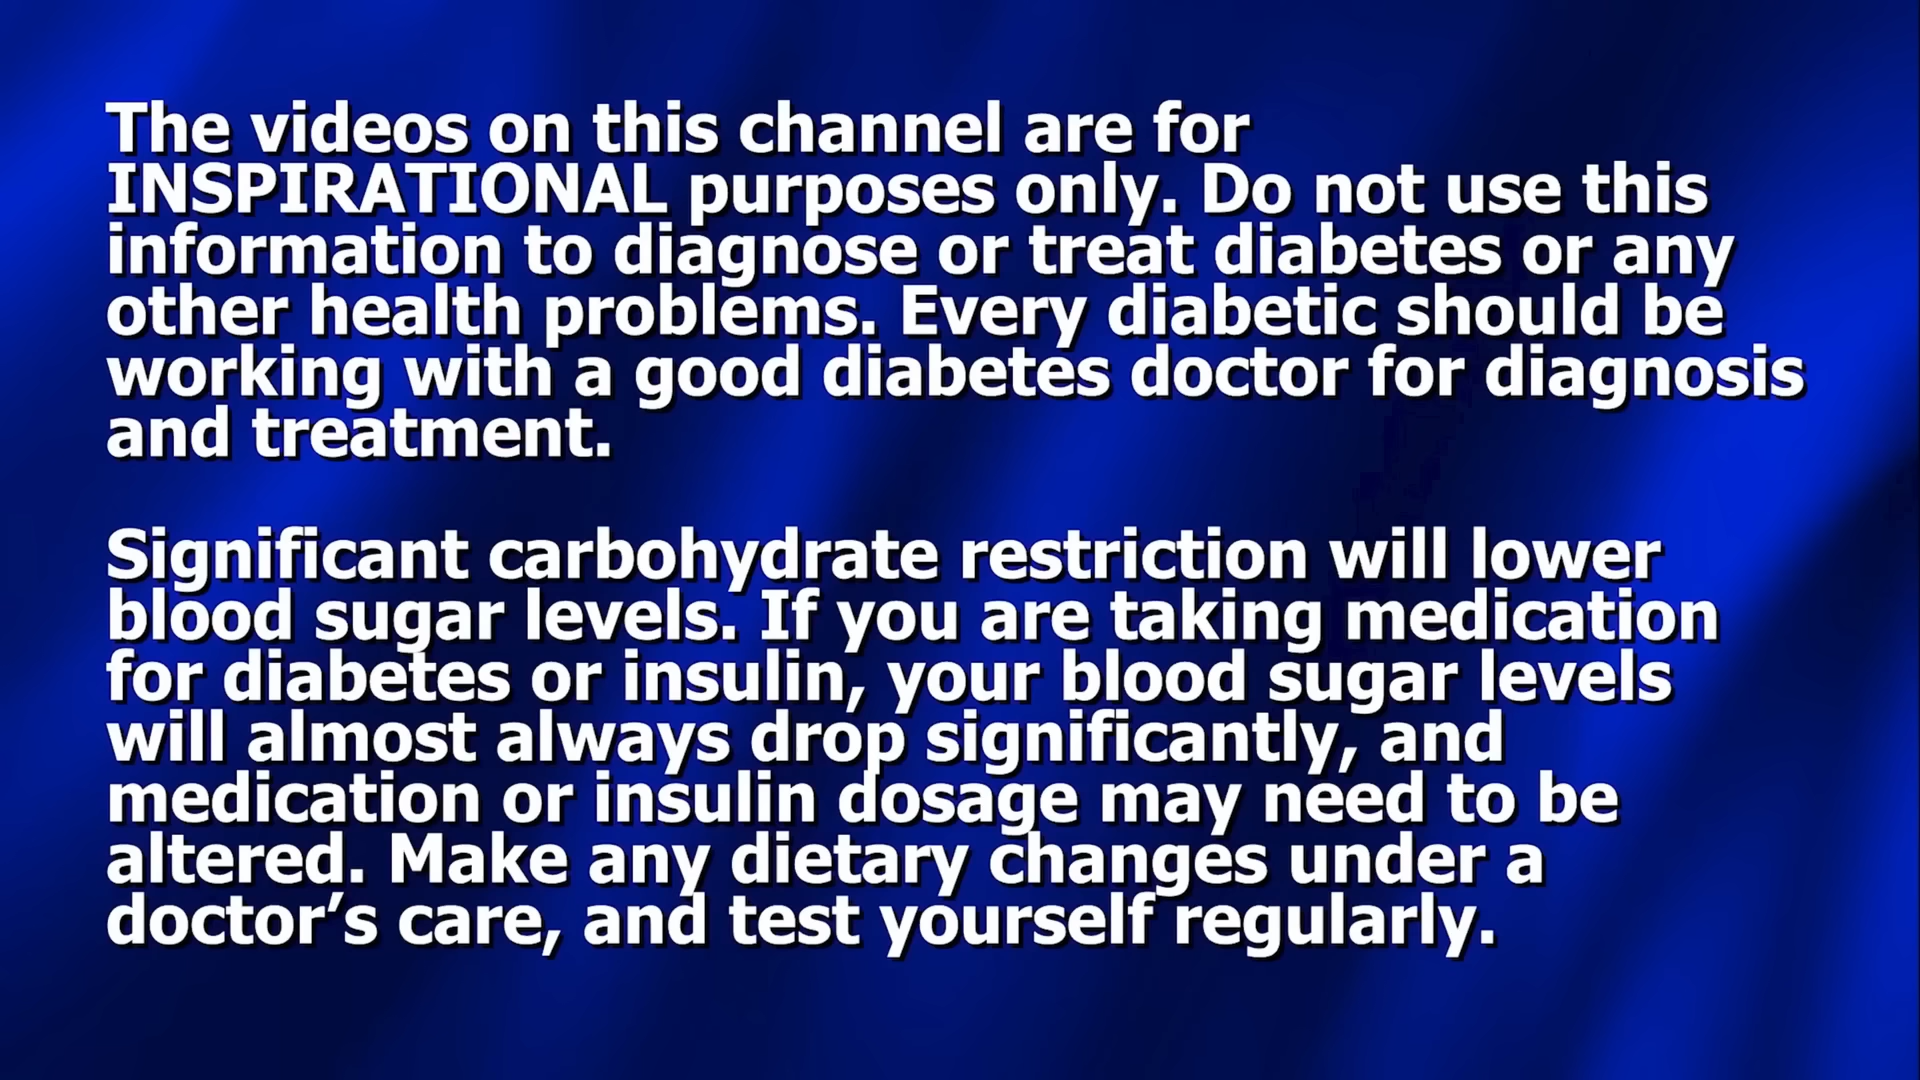 The videos on this channel are for
INSPIRATIONAL purposes only. Do not use this
information to diagnose or treat diabetes or any
other health problems. Every diabetic should be
working with a good diabetes doctor for diagnosis
and treatment.
Significant carbohydrate restriction will lower
blood sugar levels. If you are taking medication
for diabetes or insulin, your blood sugar levels
will almost always drop significantly, and
medication or insulin dosage may need to be
altered. Make any dietary changes under a
doctor’s care, and test yourself regularly.